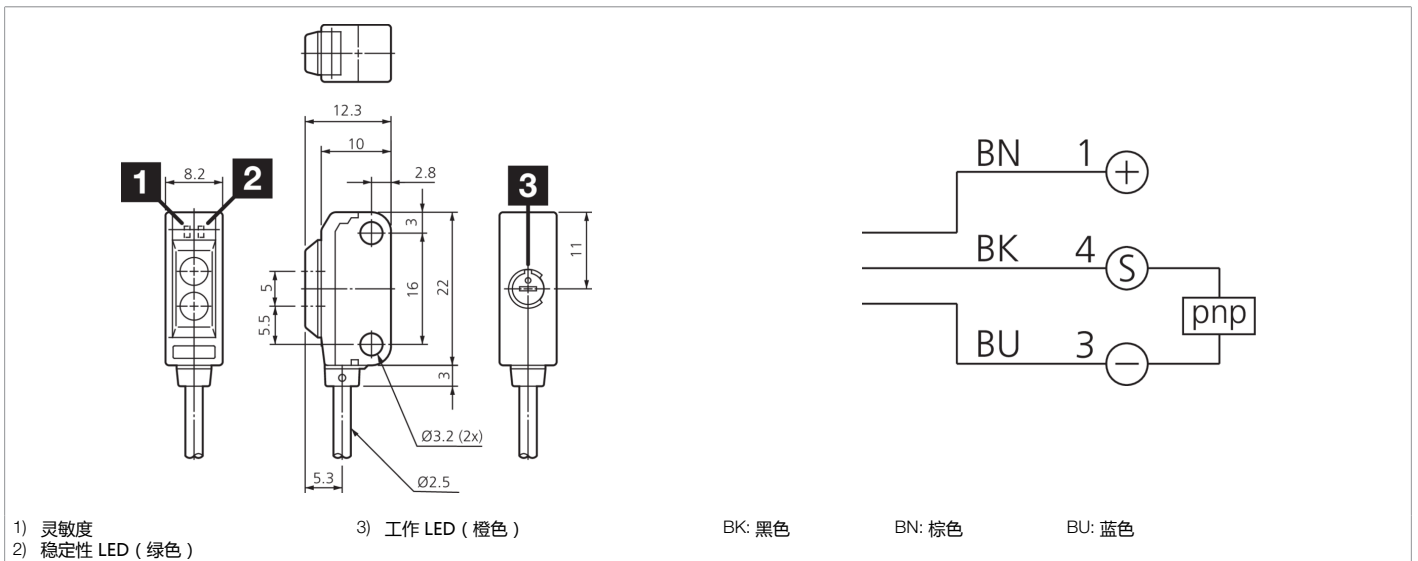 12.3
10
2.8
1
8.2
2
3
3
11
5
16
22
5.5
3
Ø3.2 (2x)
5.3
Ø2.5
BN 1
+
BK 4
S
pnp
BU 3
−
1) 灵敏度
2) 稳定性 LED ( 绿色 )
3) 工作 LED ( 橙色 )
BK: 黑色
BN: 棕色
BU: 蓝色